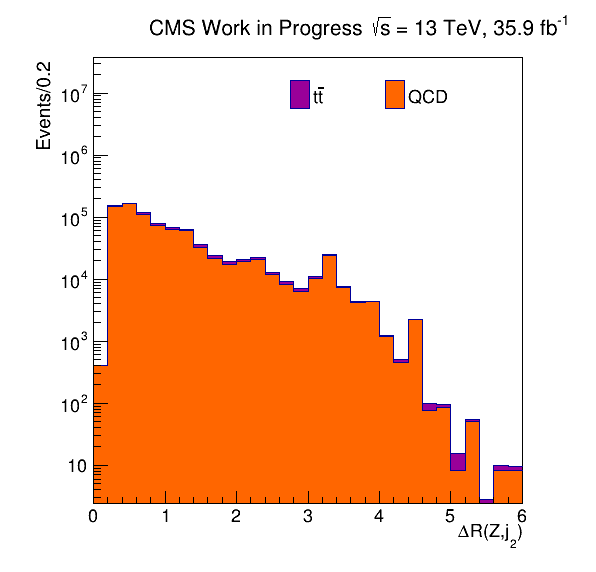 CMS Work in Progress √s = 13 TeV, 35.9 fb⁻¹
Events/0.2
tt̄
QCD
10⁷
10⁶
10⁵
10⁴
10³
10²
10
0 1 2 3 4 5 6
ΔR(Z,j₂)